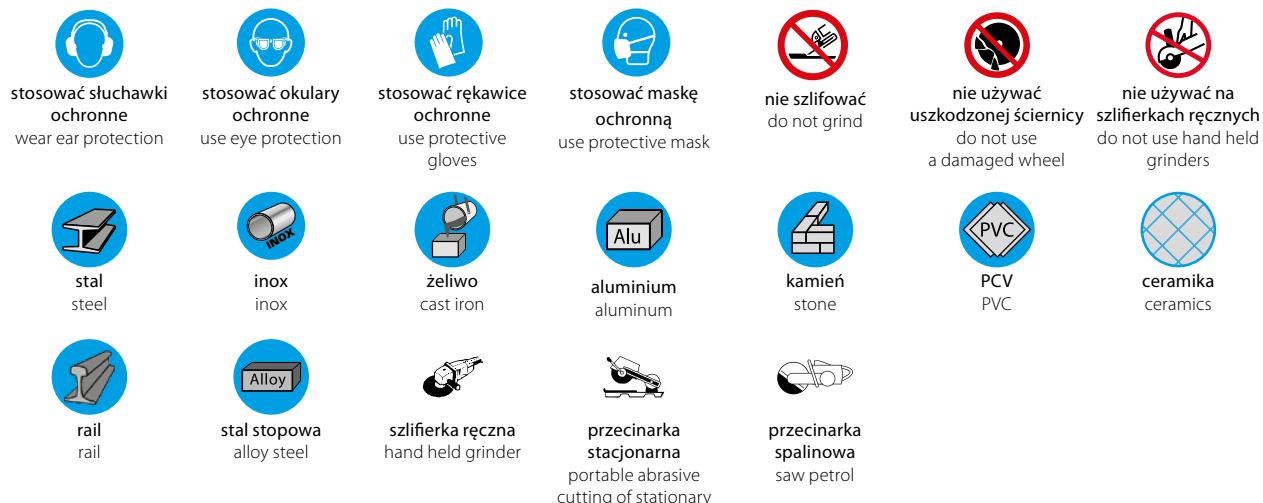 stosować słuchawki
ochronne
wear ear protection
stosować okulary
ochronne
use eye protection
stosować rękawice
ochronne
use protective
gloves
stosować maskę
ochronną
use protective mask
nie szlifować
do not grind
nie używać
uszkodzonej ściernicy
do not use
a damaged wheel
nie używać na
szlifierkach ręcznych
do not use hand held
grinders
stal
steel
INOX
inox
inox
żeliwo
cast iron
Alu
aluminium
aluminum
kamień
stone
PVC
PCV
PVC
ceramika
ceramics
rail
rail
Alloy
stal stopowa
alloy steel
szlifierka ręczna
hand held grinder
przecinarka
stacjonarna
portable abrasive
cutting of stationary
przecinarka
spalinowa
saw petrol